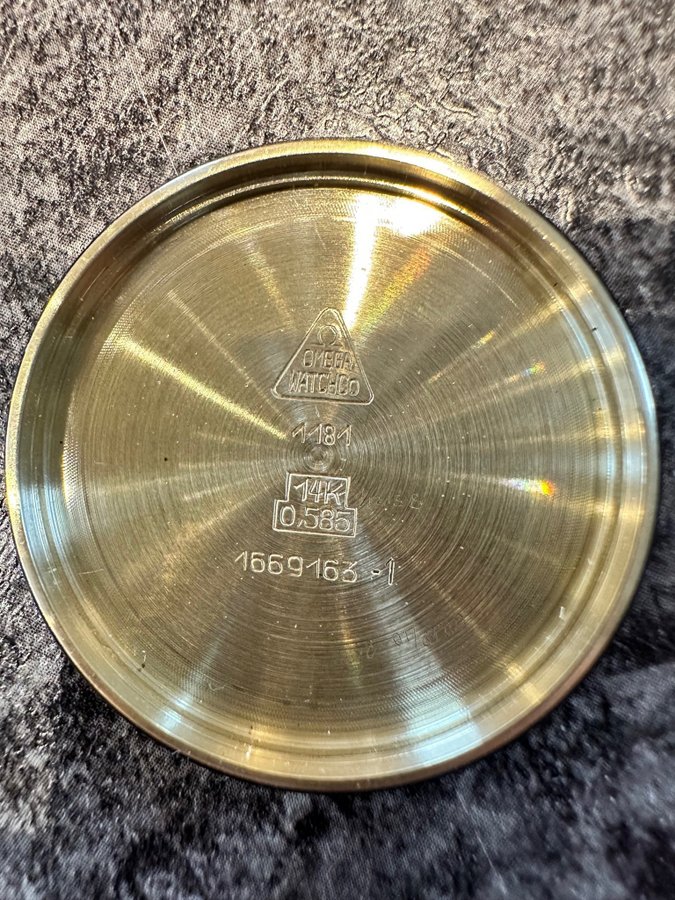 Ω
OMEGA
WATCH Co
1181
14K
0,585
1669163-1